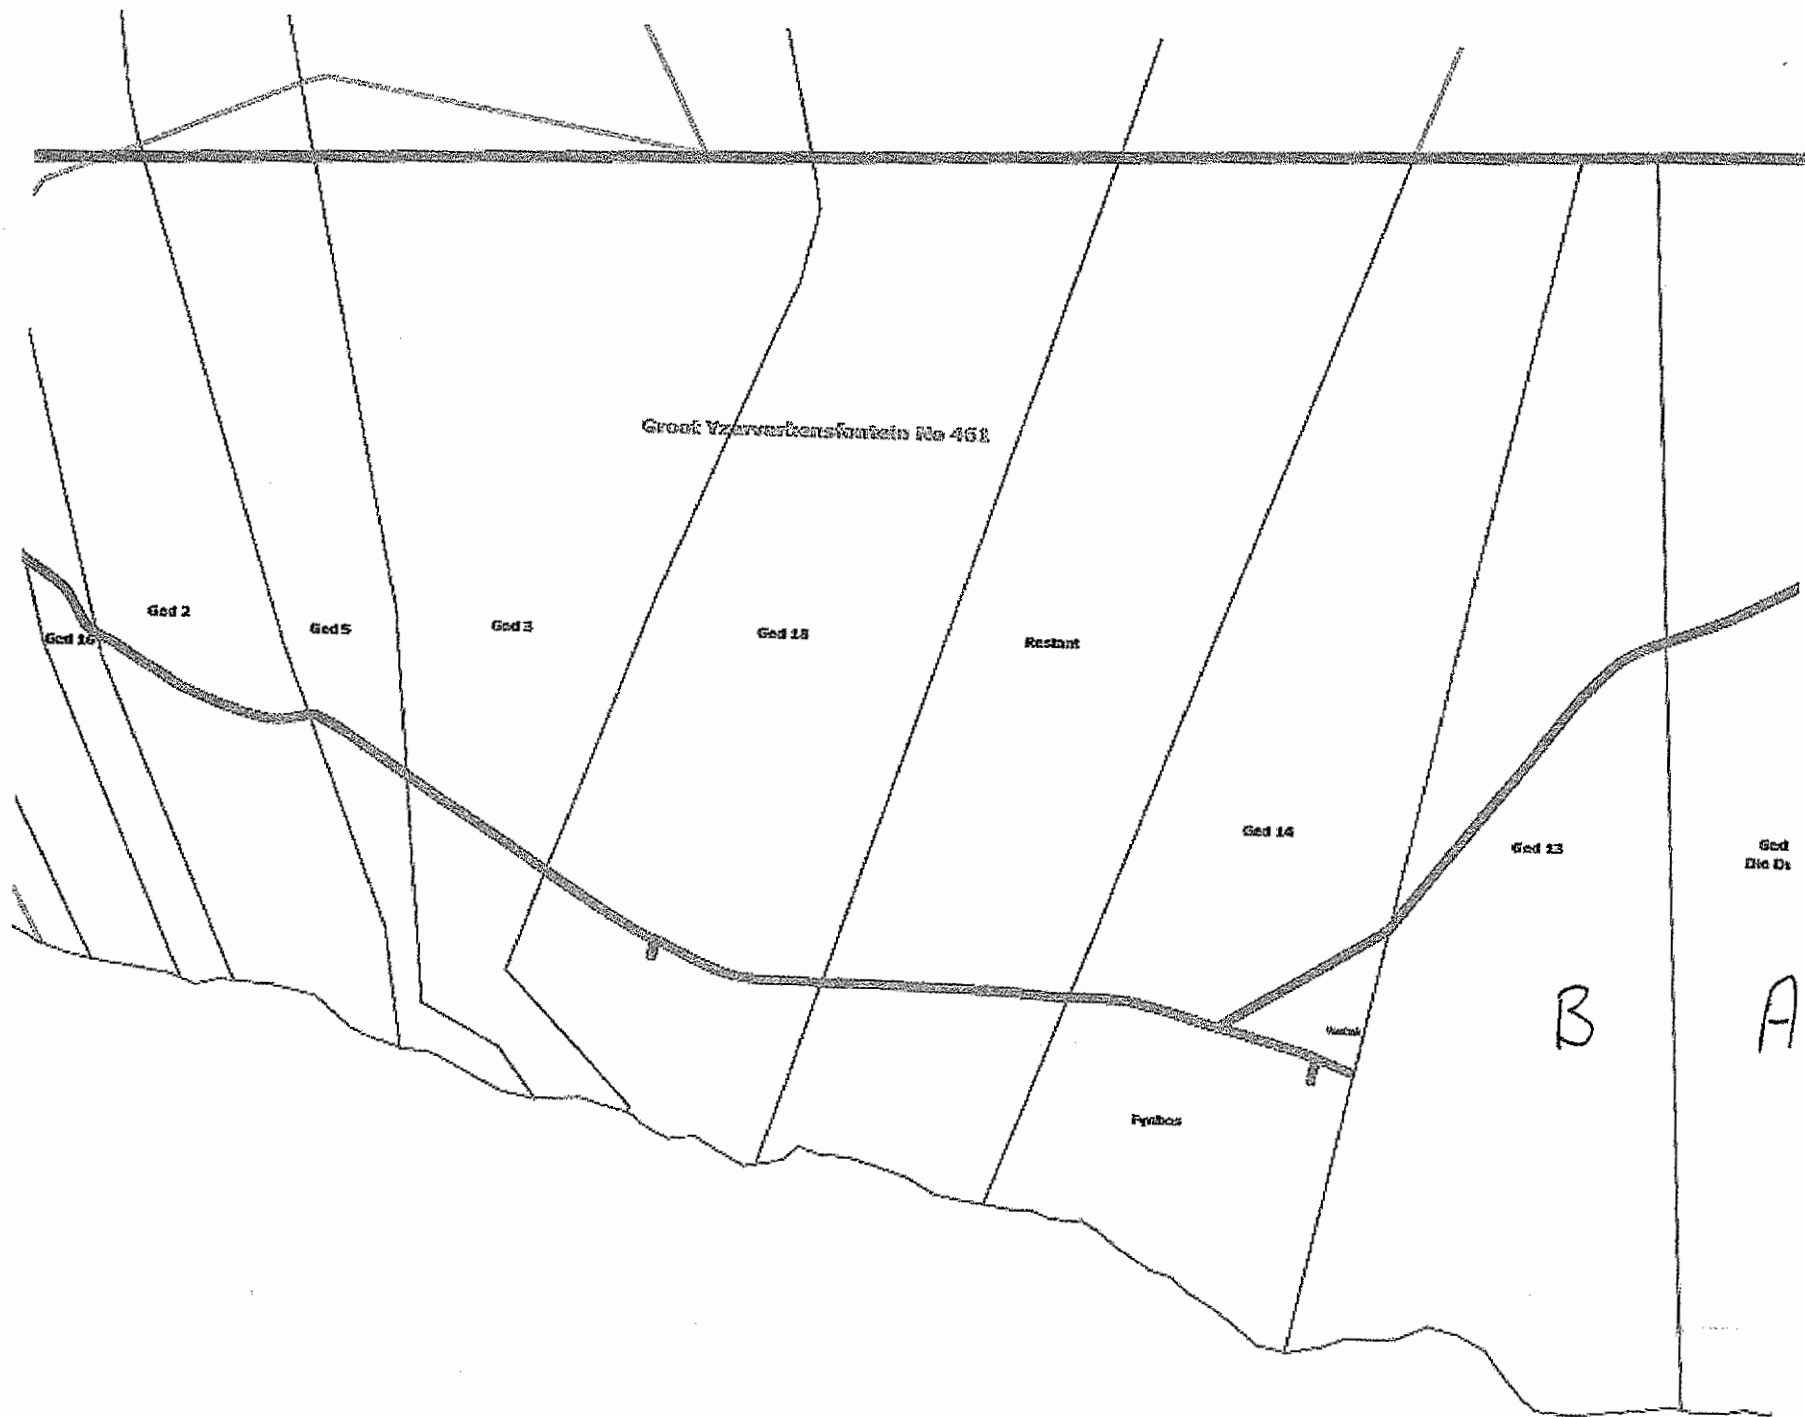 Groot Yzervarkensfontein No 461
Ged 2
Ged 16
Ged 5
Ged 3
Ged 18
Restant
Ged 14
Ged 13
Ged
Die
B
A
Fynbos